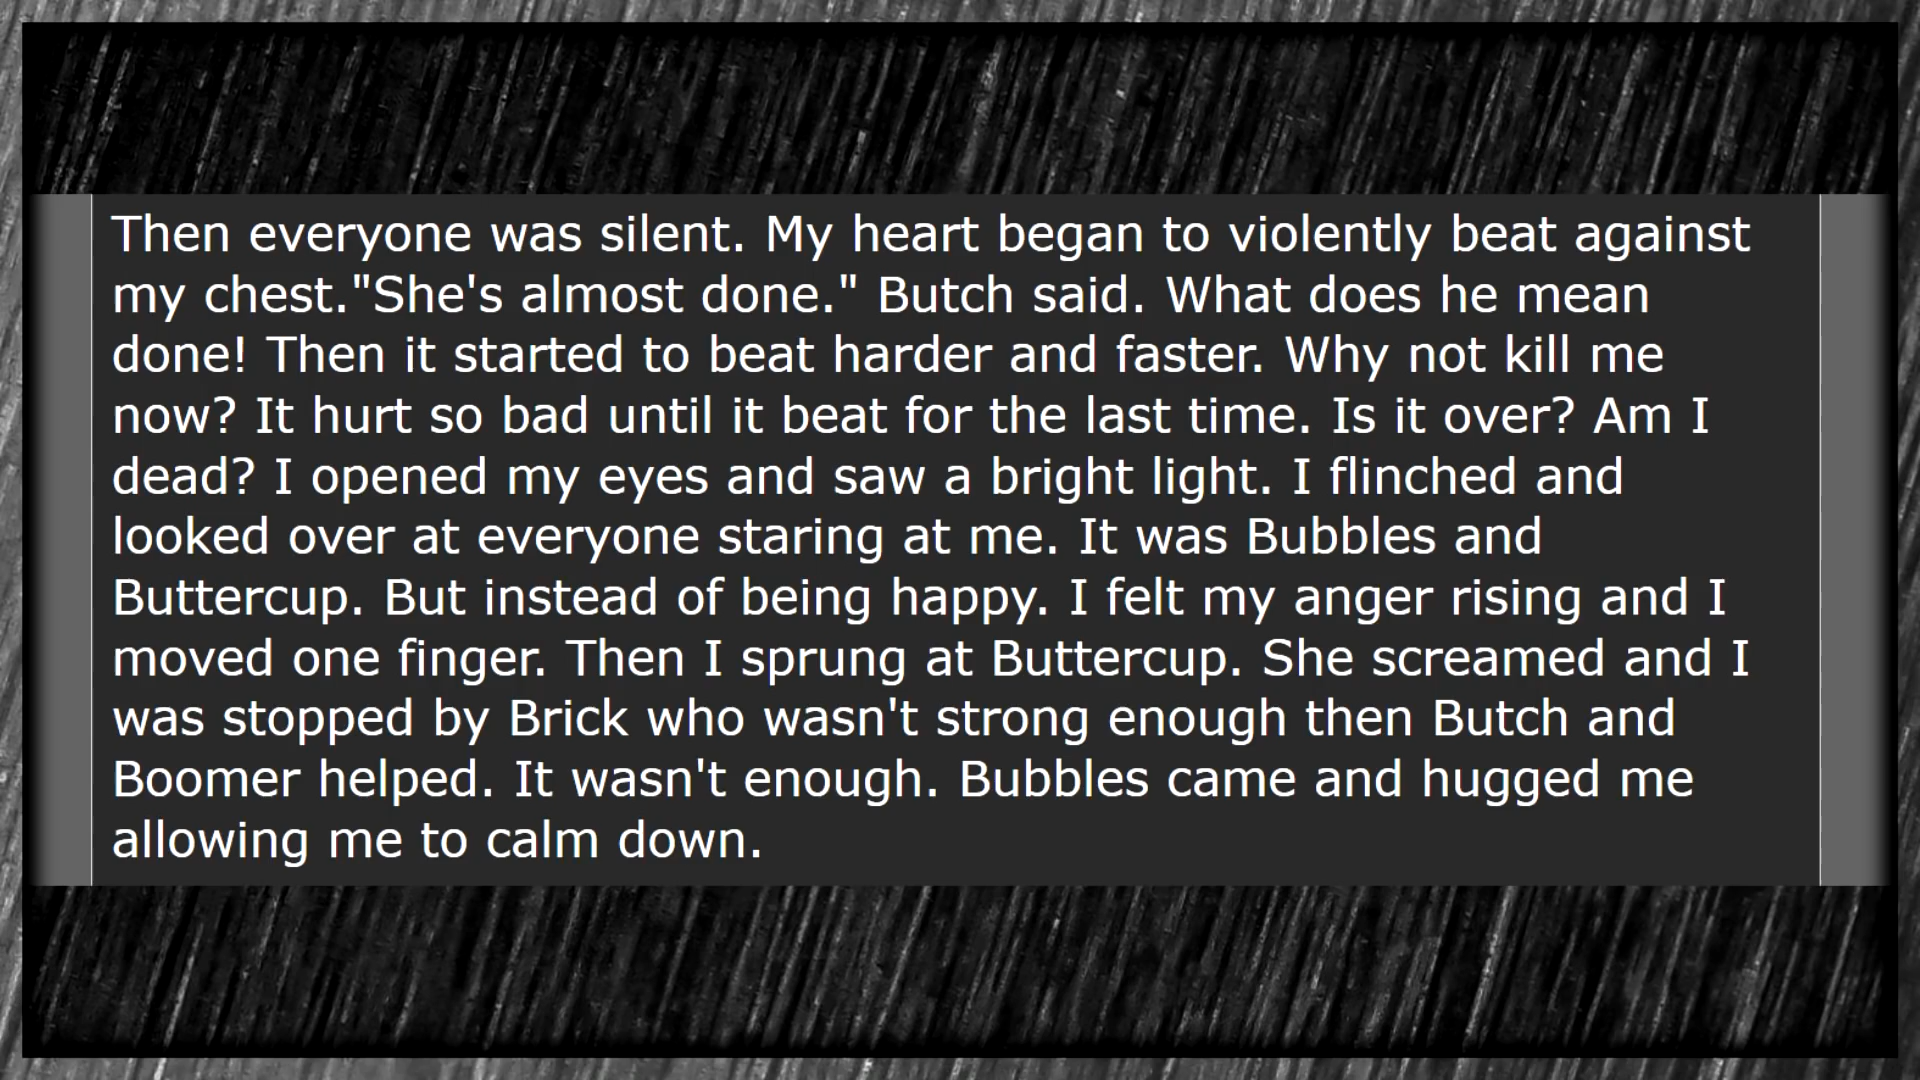 Then everyone was silent. My heart began to violently beat against
my chest."She's almost done." Butch said. What does he mean
done! Then it started to beat harder and faster. Why not kill me
now? It hurt so bad until it beat for the last time. Is it over? Am I
dead? I opened my eyes and saw a bright light. I flinched and
looked over at everyone staring at me. It was Bubbles and
Buttercup. But instead of being happy. I felt my anger rising and I
moved one finger. Then I sprung at Buttercup. She screamed and I
was stopped by Brick who wasn't strong enough then Butch and
Boomer helped. It wasn't enough. Bubbles came and hugged me
allowing me to calm down.